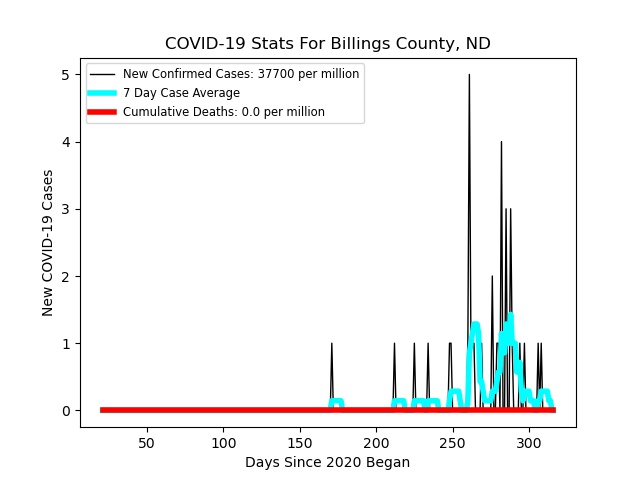 COVID-19 Stats For Billings County, ND
New Confirmed Cases: 37700 per million
7 Day Case Average
Cumulative Deaths: 0.0 per million
New COVID-19 Cases
5
4
3
2
1
0
50 100 150 200 250 300
Days Since 2020 Began